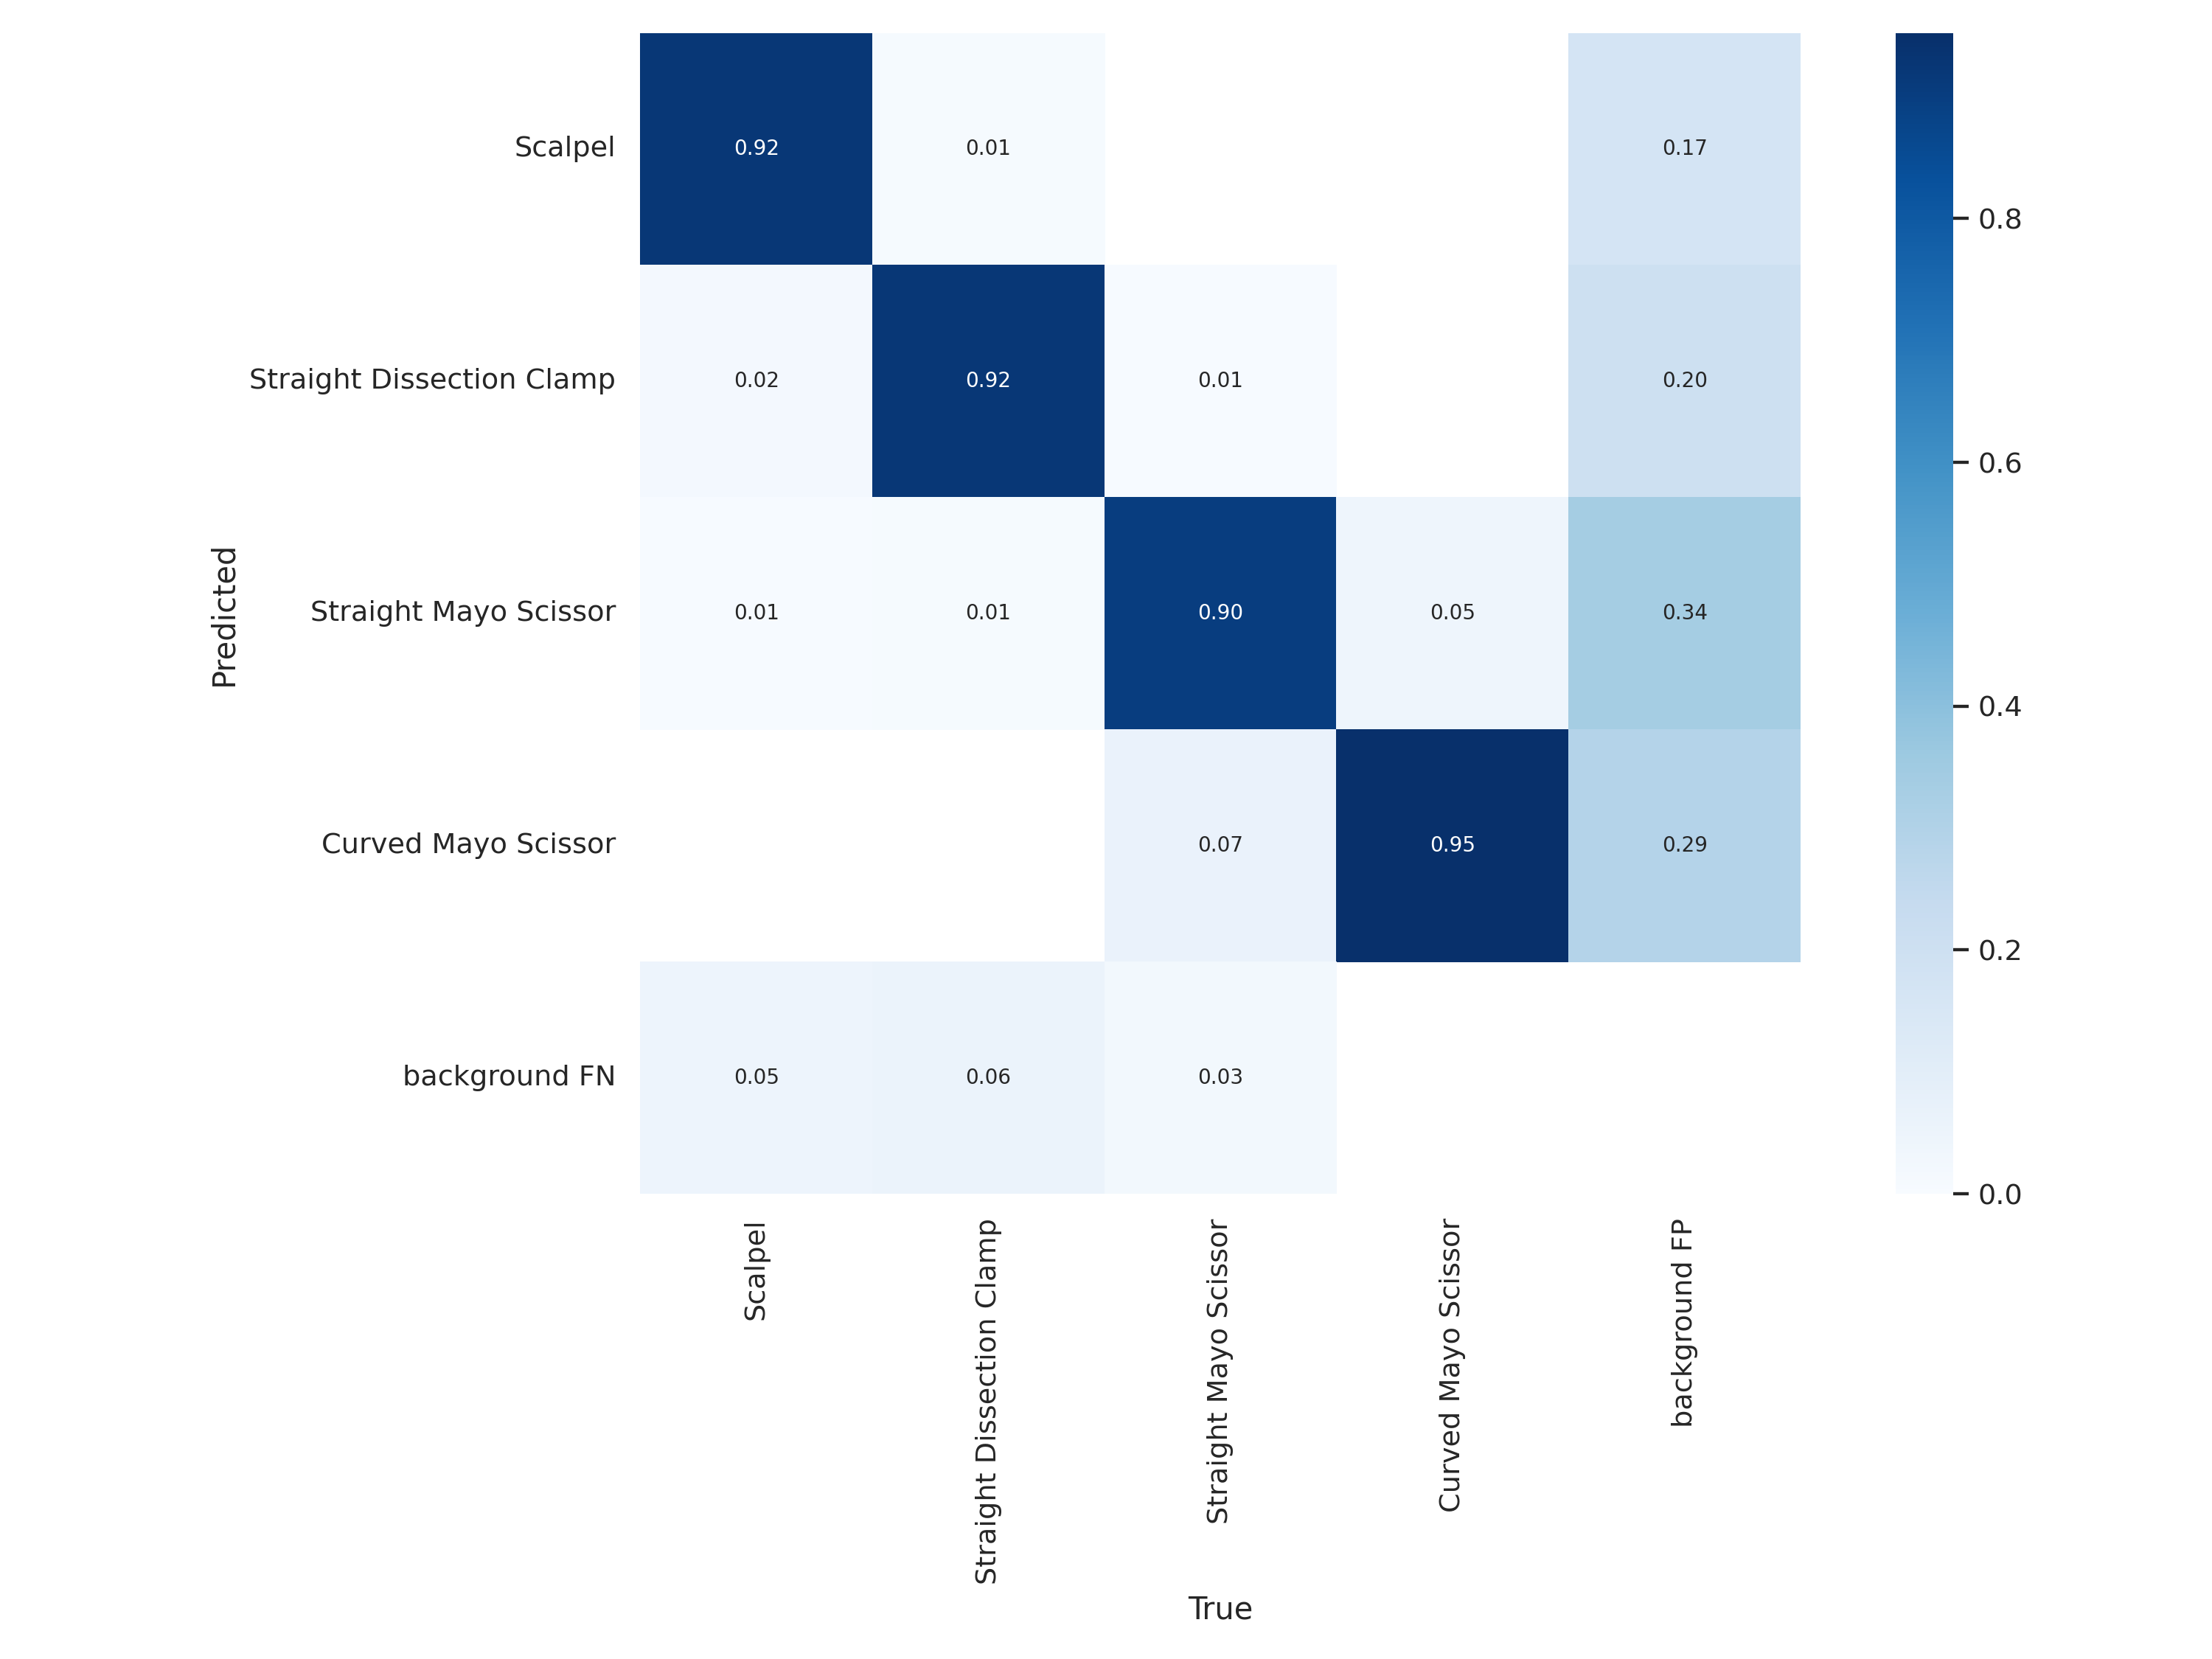 Scalpel 0.92 0.01 0.17
0.8
Straight Dissection Clamp 0.02 0.92 0.01 0.20
0.6
Predicted
Straight Mayo Scissor 0.01 0.01 0.90 0.05 0.34
0.4
Curved Mayo Scissor 0.07 0.95 0.29
0.2
background FN 0.05 0.06 0.03
0.0
Scalpel
Straight Dissection Clamp
Straight Mayo Scissor
Curved Mayo Scissor
background FP
True